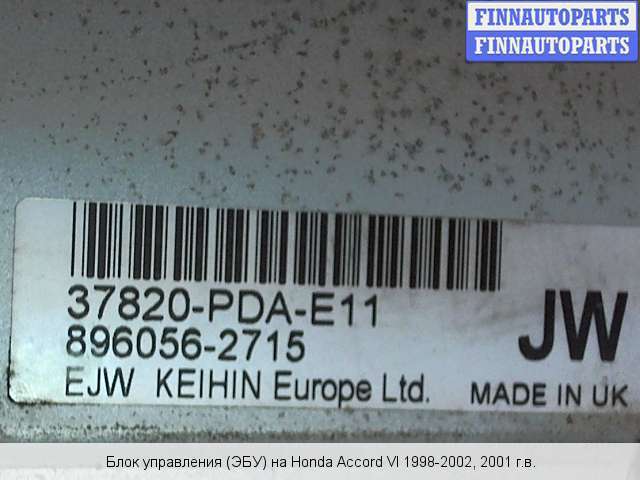 FINNAUTOPARTS
FINNAUTOPARTS
37820-PDA-E11
896056-2715
JW
EJW KEIHIN Europe Ltd.
MADE IN UK
Блок управления (ЭБУ) на Honda Accord VI 1998-2002, 2001 г.в.